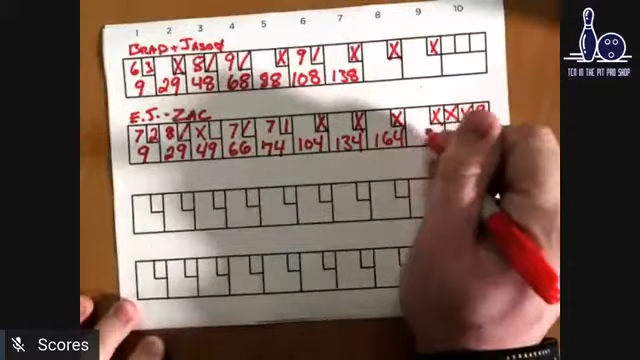 1 2 3 4 5 6 7 8 9 10
BRAD + JASON
6 3 X 8 / 9 / X 9 / X X X
9 29 48 68 88 108 138
E.J. - ZAC
7 2 8 / X 7 / 7 1 X X X X X
9 29 49 66 74 104 134 164
TCN IN THE PIT PRO SHOP
Scores